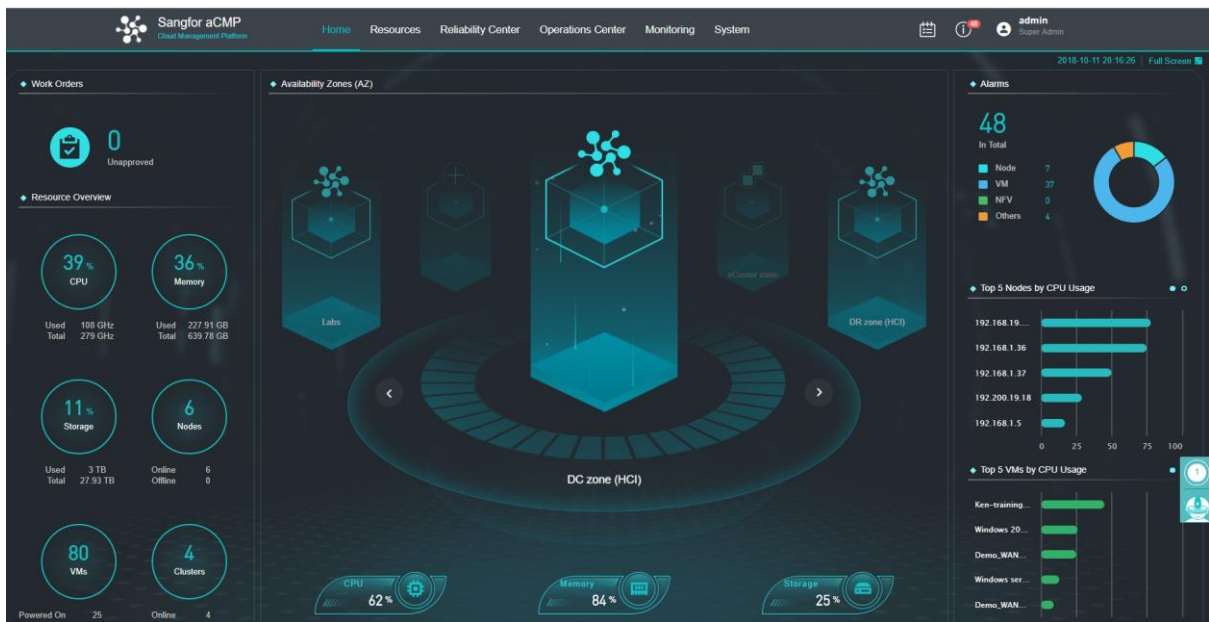 Sangfor aCMP
Cloud Management Platform
Home Resources Reliability Center Operations Center Monitoring System
48
admin
Super Admin
2018-10-11 20:16:26 Full Screen
Work Orders
0
Unapproved
Resource Overview
39 %
CPU
36 %
Memory
Used 108 GHz
Total 279 GHz
Used 227.91 GB
Total 639.78 GB
11 %
Storage
6
Nodes
Used 3 TB
Total 27.93 TB
Online 6
Offline 0
80
VMs
4
Clusters
Powered On 25
Online 4
Availability Zones (AZ)
Labs
vCenter zone
DR zone (HCI)
DC zone (HCI)
CPU
62 %
Memory
84 %
Storage
25 %
Alarms
48
In Total
Node 7
VM 37
NFV 0
Others 4
Top 5 Nodes by CPU Usage
192.168.19....
192.168.1.36
192.168.1.37
192.200.19.18
192.168.1.5
0 25 50 75 100
Top 5 VMs by CPU Usage
1
Ken-training...
Windows 20...
Demo_WAN...
Windows ser...
Demo_WAN...